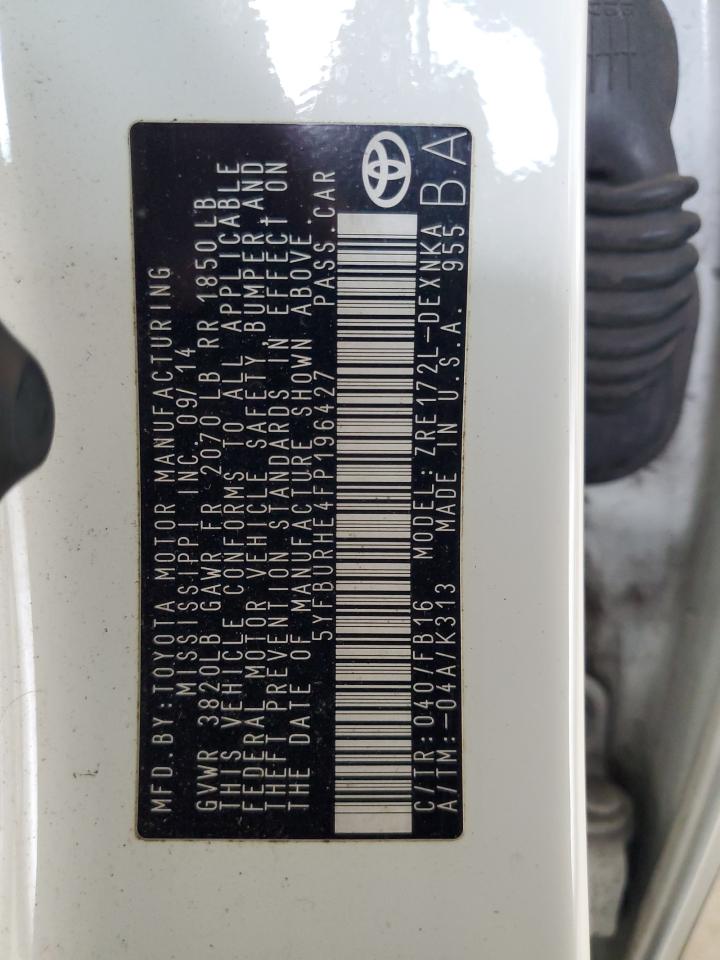 MFD. BY: TOYOTA MOTOR MANUFACTURING
MISSISSIPPI INC. 09/14
GVWR 3820LB GAWR FR 2070 LB RR 1850 LB
THIS VEHICLE CONFORMS TO ALL APPLICABLE
FEDERAL MOTOR VEHICLE SAFETY, BUMPER AND
THEFT PREVENTION STANDARDS IN EFFECT ON
THE DATE OF MANUFACTURE SHOWN ABOVE.
5YFBURHE4FP196427 PASS. CAR
C/TR: 040/FB16 MODEL: ZRE172L-DEXNKA
A/TM: -04A/K313 MADE IN U.S.A. 955 BA